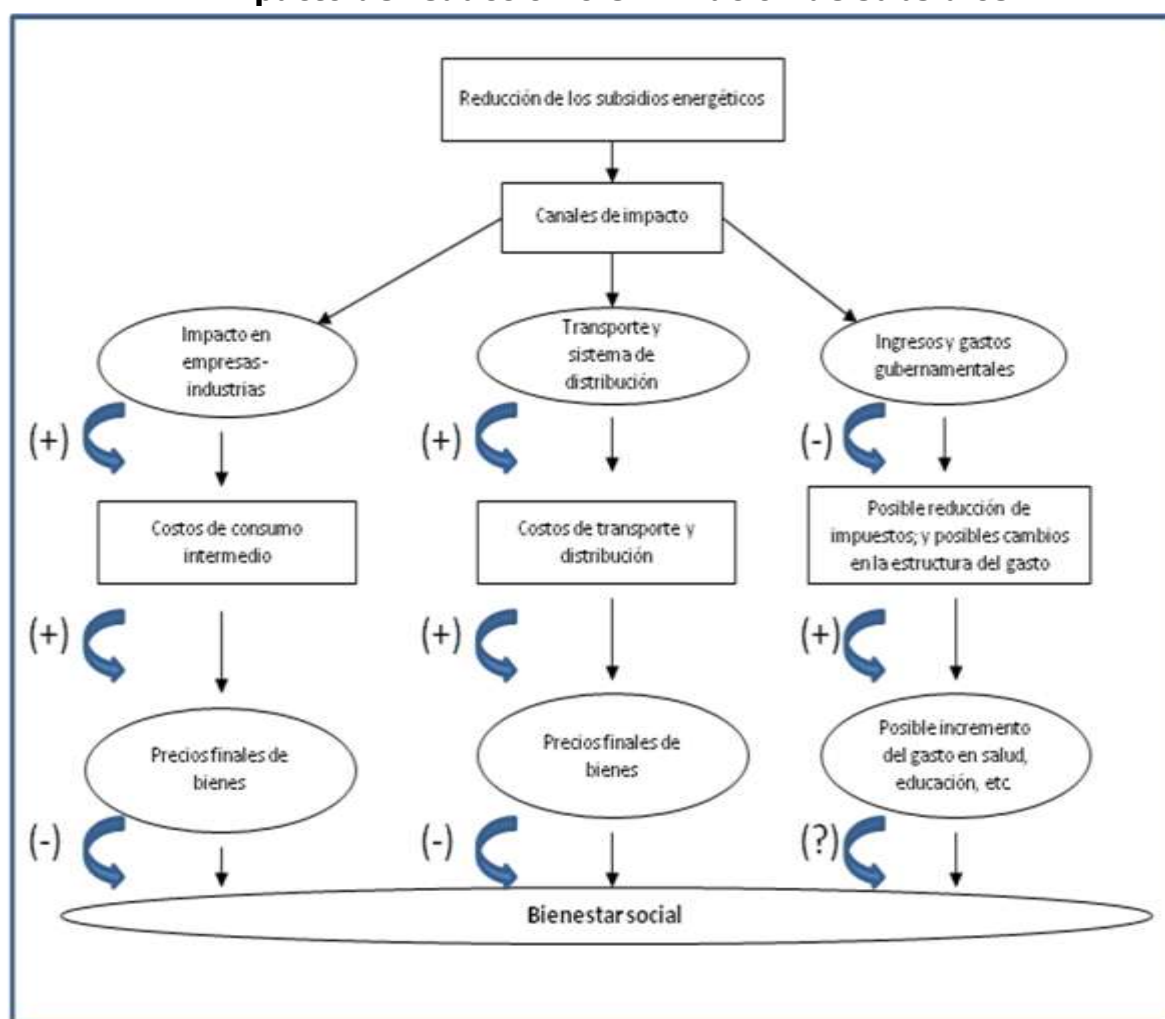 Reducción de los subsidios energéticos
Canales de impacto
Impacto en
empresas-
industrias
Transporte y
sistema de
distribución
Ingresos y gastos
gubernamentales
(+)
(+)
(-)
Costos de consumo
intermedio
Costos de transporte y
distribución
Posible reducción de
impuestos; y posibles cambios
en la estructura del gasto
(+)
(+)
(+)
Precios finales de
bienes
Precios finales de
bienes
Posible incremento
del gasto en salud,
educación, etc.
(-)
(-)
(?)
Bienestar social